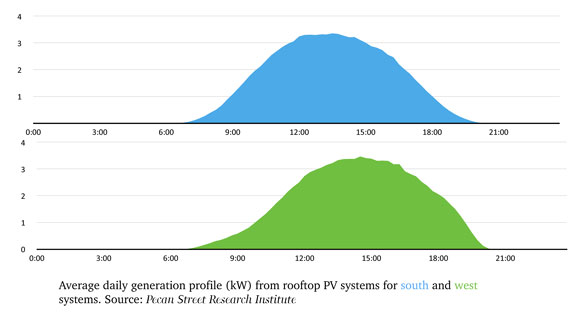 4
3
2
1
0:00 3:00 6:00 9:00 12:00 15:00 18:00 21:00
4
3
2
1
0
0:00 3:00 6:00 9:00 12:00 15:00 18:00 21:00
Average daily generation profile (kW) from rooftop PV systems for south and west
systems. Source: Pecan Street Research Institute